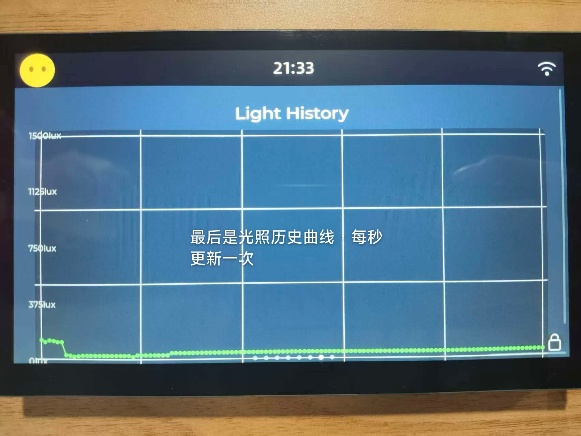 21:33
Light History
1500lux
1125lux
最后是光照历史曲线 每秒
更新一次
750lux
375lux
0lux